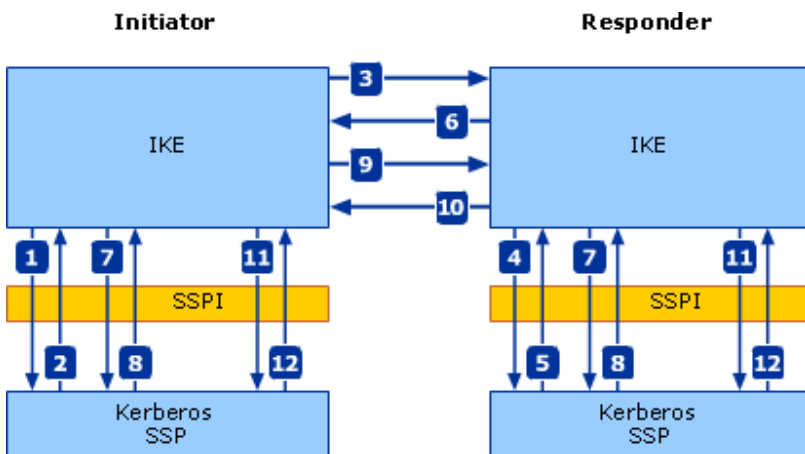 Initiator
Responder
3
6
9
10
IKE
IKE
1
7
11
4
7
11
SSPI
SSPI
2
8
12
5
8
12
Kerberos
SSP
Kerberos
SSP